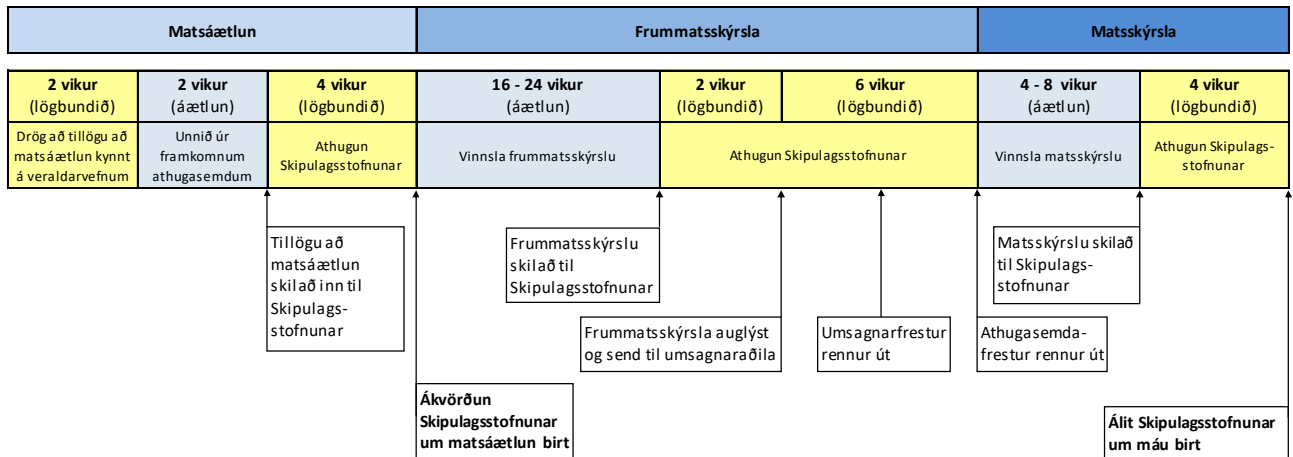 Matsáætlun
Frummatsskýrsla
Matsskýrsla
2 vikur
(lögbundið)
2 vikur
(áætlun)
4 vikur
(lögbundið)
16 - 24 vikur
(áætlun)
2 vikur
(lögbundið)
6 vikur
(lögbundið)
4 - 8 vikur
(áætlun)
4 vikur
(lögbundið)
Drög að tillögu að
matsáætlun kynnt
á veraldarvefnum
Unnið úr
framkomnum
athugasemdum
Athugun
Skipulagsstofnunar
Vinnsla frummatsskýrslu
Athugun Skipulagsstofnunar
Vinnsla matsskýrslu
Athugun Skipulags-
stofnunar
Tillögu að
matsáætlun
skilað inn til
Skipulags-
stofnunar
Frummatsskýrslu
skilað til
Skipulagsstofnunar
Matsskýrslu skilað
til Skipulags-
stofnunar
Frummatsskýrsla auglýst
og send til umsagnaraðila
Umsagnarfrestur
rennur út
Athugasemda-
frestur rennur út
Ákvörðun
Skipulagsstofnunar
um matsáætlun birt
Álit Skipulagsstofnunar
um máu birt